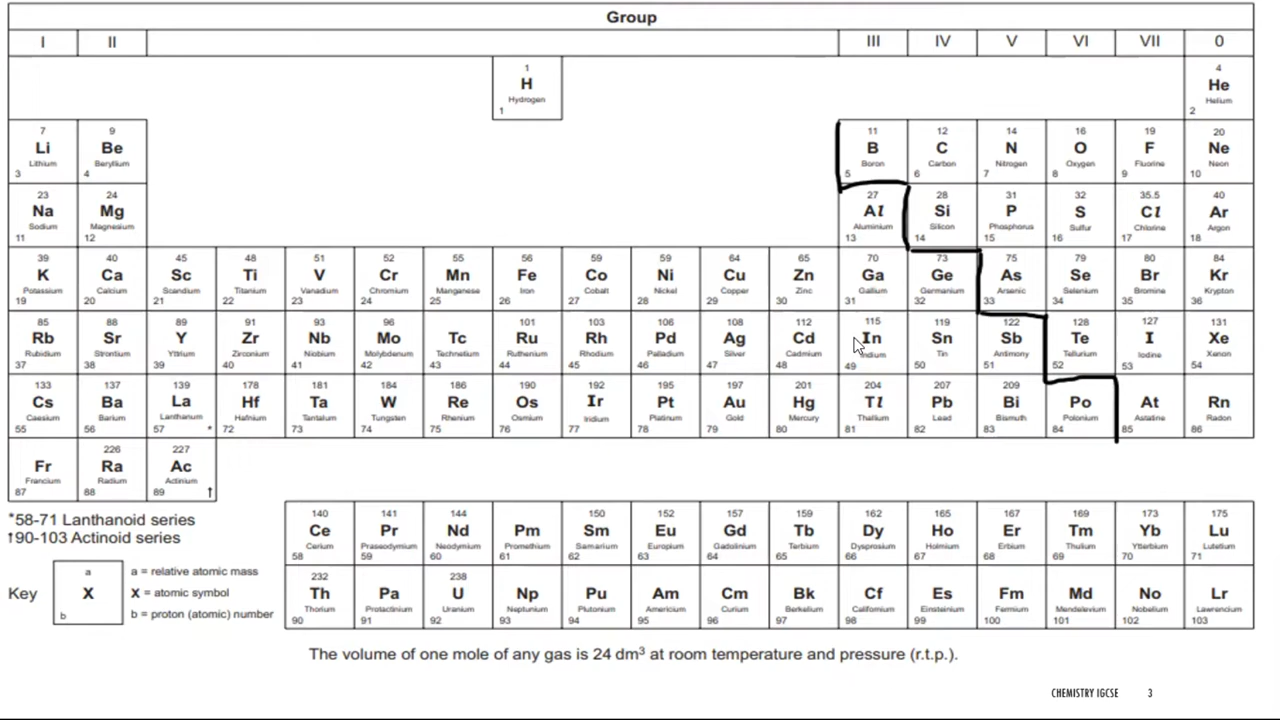 Group
I II III IV V VI VII 0
1 4
H He
Hydrogen Helium
1 2
7 9 11 12 14 16 19 20
Li Be B C N O F Ne
Lithium Beryllium Boron Carbon Nitrogen Oxygen Fluorine Neon
3 4 5 6 7 8 9 10
23 24 27 28 31 32 35.5 40
Na Mg Al Si P S Cl Ar
Sodium Magnesium Aluminium Silicon Phosphorus Sulfur Chlorine Argon
11 12 13 14 15 16 17 18
39 40 45 48 51 52 55 56 59 59 64 65 70 73 75 79 80 84
K Ca Sc Ti V Cr Mn Fe Co Ni Cu Zn Ga Ge As Se Br Kr
Potassium Calcium Scandium Titanium Vanadium Chromium Manganese Iron Cobalt Nickel Copper Zinc Gallium Germanium Arsenic Selenium Bromine Krypton
19 20 21 22 23 24 25 26 27 28 29 30 31 32 33 34 35 36
85 88 89 91 93 96 101 103 106 108 112 115 119 122 128 127 131
Rb Sr Y Zr Nb Mo Tc Ru Rh Pd Ag Cd In Sn Sb Te I Xe
Rubidium Strontium Yttrium Zirconium Niobium Molybdenum Technetium Ruthenium Rhodium Palladium Silver Cadmium Indium Tin Antimony Tellurium Iodine Xenon
37 38 39 40 41 42 43 44 45 46 47 48 49 50 51 52 53 54
133 137 139 178 181 184 186 190 192 195 197 201 204 207 209
Cs Ba La Hf Ta W Re Os Ir Pt Au Hg Tl Pb Bi Po At Rn
Caesium Barium Lanthanum Hafnium Tantalum Tungsten Rhenium Osmium Iridium Platinum Gold Mercury Thallium Lead Bismuth Polonium Astatine Radon
55 56 57 * 72 73 74 75 76 77 78 79 80 81 82 83 84 85 86
226 227
Fr Ra Ac
Francium Radium Actinium
87 88 89 †
*58-71 Lanthanoid series
†90-103 Actinoid series
140 141 144 150 152 157 159 162 165 167 169 173 175
Ce Pr Nd Pm Sm Eu Gd Tb Dy Ho Er Tm Yb Lu
Cerium Praseodymium Neodymium Promethium Samarium Europium Gadolinium Terbium Dysprosium Holmium Erbium Thulium Ytterbium Lutetium
58 59 60 61 62 63 64 65 66 67 68 69 70 71
232 238
Th Pa U Np Pu Am Cm Bk Cf Es Fm Md No Lr
Thorium Protactinium Uranium Neptunium Plutonium Americium Curium Berkelium Californium Einsteinium Fermium Mendelevium Nobelium Lawrencium
90 91 92 93 94 95 96 97 98 99 100 101 102 103
Key
a
X
b
a = relative atomic mass
X = atomic symbol
b = proton (atomic) number
The volume of one mole of any gas is 24 dm³ at room temperature and pressure (r.t.p.).
CHEMISTRY IGCSE 3